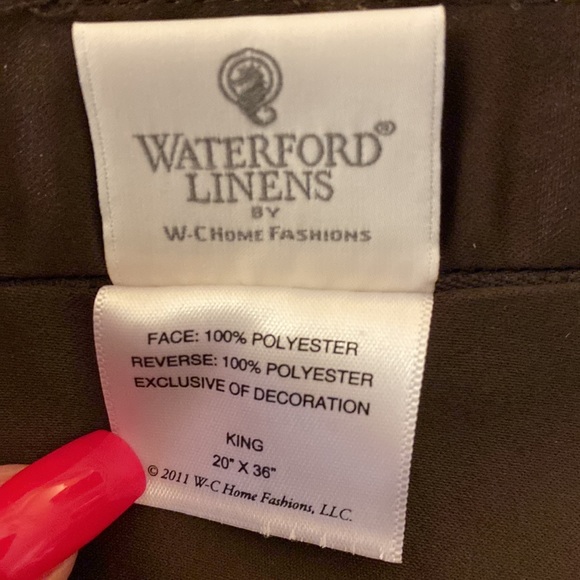 WATERFORD®
LINENS
BY
W-C HOME FASHIONS
FACE: 100% POLYESTER
REVERSE: 100% POLYESTER
EXCLUSIVE OF DECORATION
KING
20" X 36"
© 2011 W-C Home Fashions, LLC.